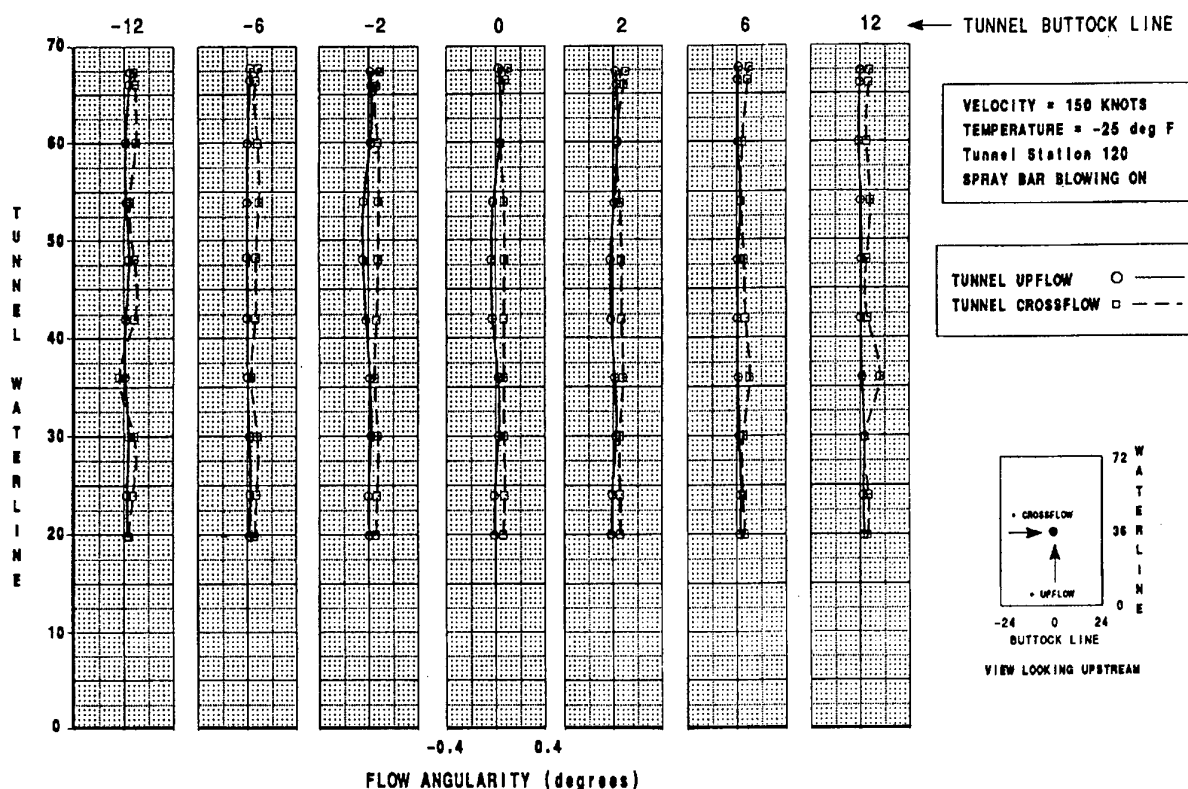 -12 -6 -2 0 2 6 12 ← TUNNEL BUTTOCK LINE
70
60
50
40
30
20
10
0
TUNNEL WATERLINE
VELOCITY = 150 KNOTS
TEMPERATURE = -25 deg F
Tunnel Station 120
SPRAY BAR BLOWING ON
TUNNEL UPFLOW
TUNNEL CROSSFLOW
72
+ CROSSFLOW
36
+ UPFLOW
0
WATERLINE
-24 0 24
BUTTOCK LINE
VIEW LOOKING UPSTREAM
-0.4 0.4
FLOW ANGULARITY (degrees)